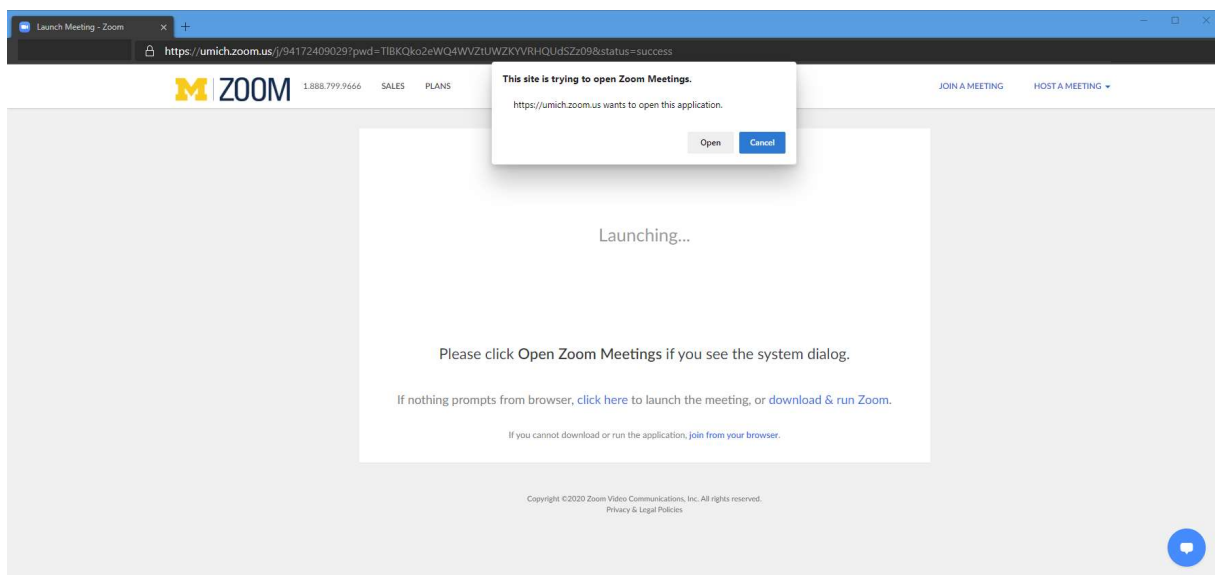 Launch Meeting - Zoom
https://umich.zoom.us/j/94172409029?pwd=TlBKQko2eWQ4WVZtUWZKYVRHQUdSZz09&status=success
M ZOOM 1.888.799.9666 SALES PLANS JOIN A MEETING HOST A MEETING
This site is trying to open Zoom Meetings.
https://umich.zoom.us wants to open this application.
Open Cancel
Launching...
Please click Open Zoom Meetings if you see the system dialog.
If nothing prompts from browser, click here to launch the meeting, or download & run Zoom.
If you cannot download or run the application, join from your browser.
Copyright ©2020 Zoom Video Communications, Inc. All rights reserved.
Privacy & Legal Policies